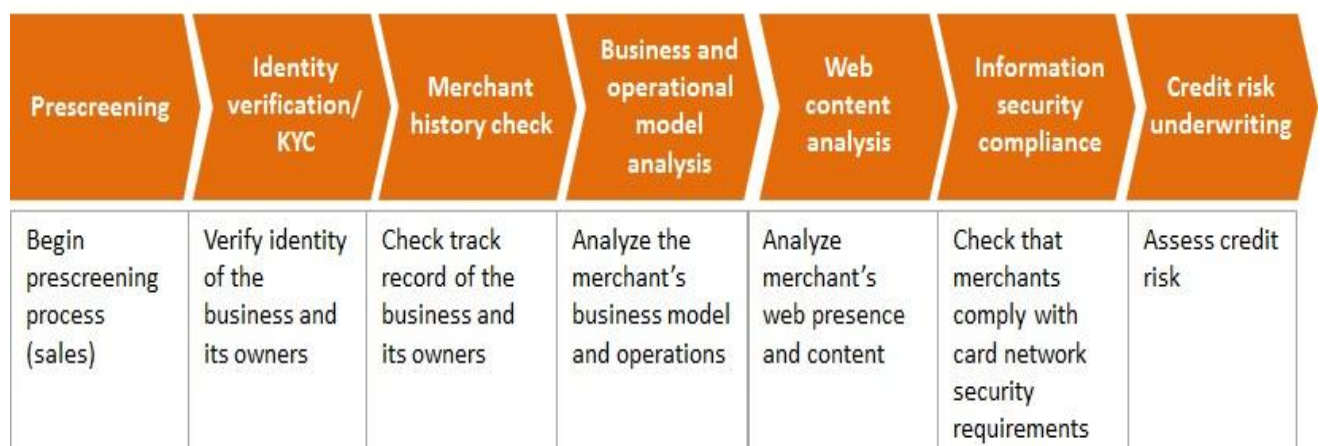 Prescreening
Identity
verification/
KYC
Merchant
history check
Business and
operational
model
analysis
Web
content
analysis
Information
security
compliance
Credit risk
underwriting
Begin
prescreening
process
(sales)
Verify identity
of the
business and
its owners
Check track
record of the
business and
its owners
Analyze the
merchant's
business model
and operations
Analyze
merchant's
web presence
and content
Check that
merchants
comply with
card network
security
requirements
Assess credit
risk